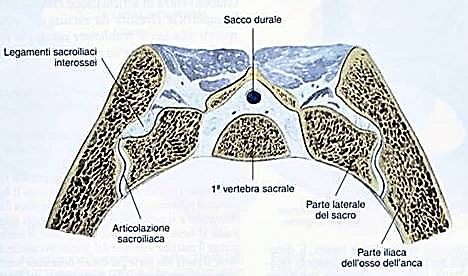 Sacco durale
Legamenti sacroiliaci
interossei
1ª vertebra sacrale
Parte laterale
del sacro
Articolazione
sacroiliaca
Parte iliaca
dell'osso dell'anca